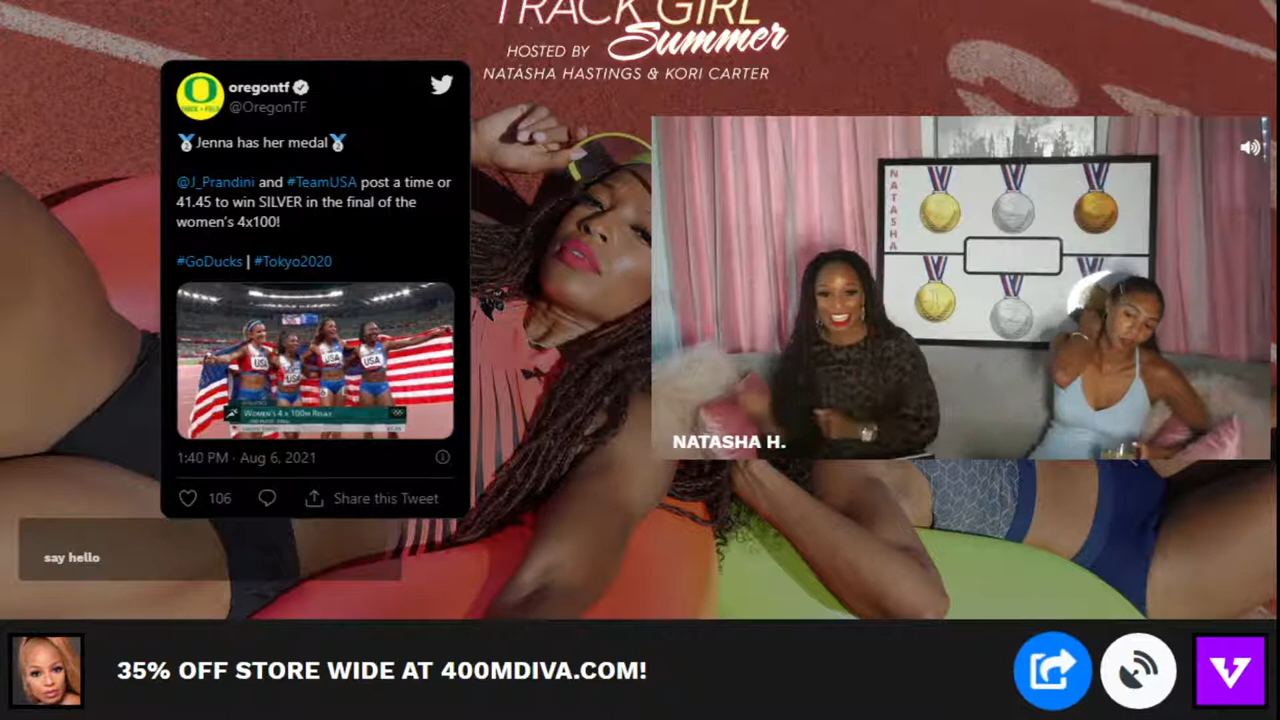 TRACK GIRL
Summer
HOSTED BY
NATASHA HASTINGS & KORI CARTER
oregontf
@OregonTF
🥈Jenna has her medal🥈
@J_Prandini and #TeamUSA post a time or
41.45 to win SILVER in the final of the
women's 4x100!
#GoDucks | #Tokyo2020
USA
USA
USA
USA
WOMEN'S 4 X 100M RELAY
1:40 PM · Aug 6, 2021
106
Share this Tweet
NATASHA
NATASHA H.
say hello
35% OFF STORE WIDE AT 400MDIVA.COM!